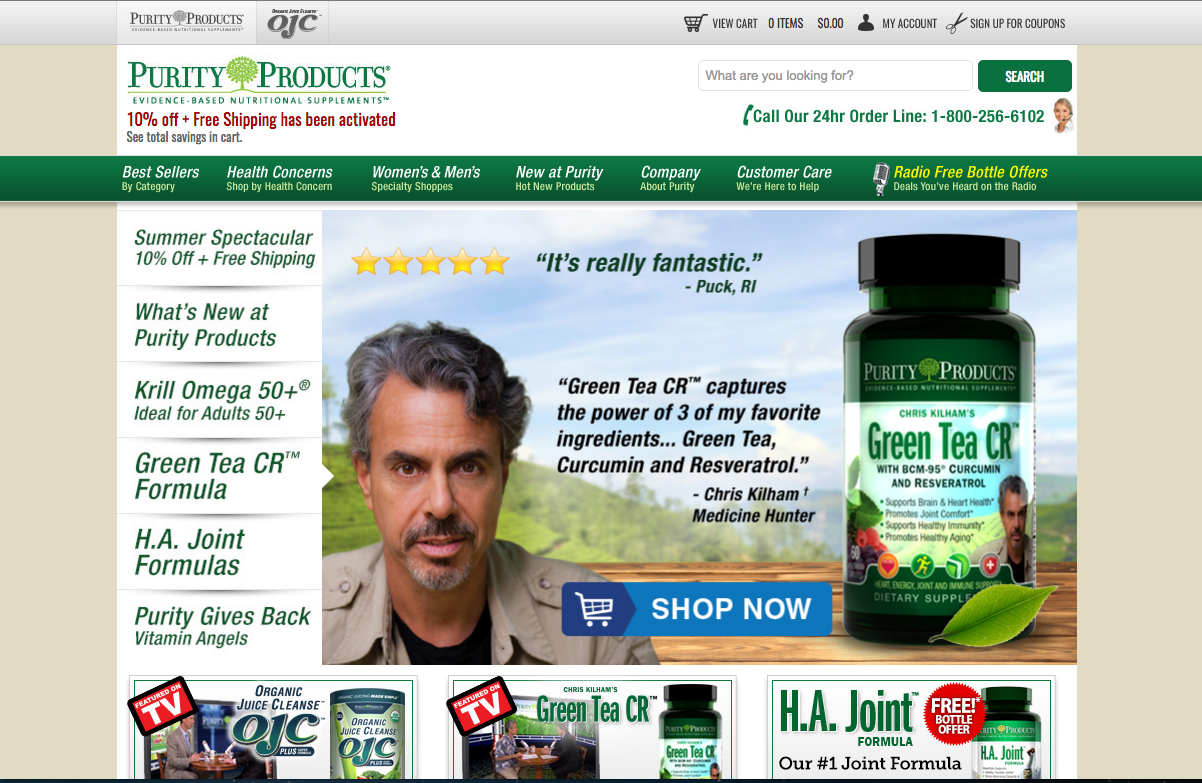 PURITY PRODUCTS
EVIDENCE-BASED NUTRITIONAL SUPPLEMENTS™
ORGANIC JUICE CLEANSE™
OJC
VIEW CART 0 ITEMS $0.00 MY ACCOUNT SIGN UP FOR COUPONS
PURITY PRODUCTS®
EVIDENCE-BASED NUTRITIONAL SUPPLEMENTS™
10% off + Free Shipping has been activated
See total savings in cart.
What are you looking for? SEARCH
Call Our 24hr Order Line: 1-800-256-6102
Best Sellers
By Category
Health Concerns
Shop by Health Concern
Women's & Men's
Specialty Shoppes
New at Purity
Hot New Products
Company
About Purity
Customer Care
We're Here to Help
Radio Free Bottle Offers
Deals You've Heard on the Radio
Summer Spectacular
10% Off + Free Shipping
What's New at
Purity Products
Krill Omega 50+®
Ideal for Adults 50+
Green Tea CR™
Formula
H.A. Joint
Formulas
Purity Gives Back
Vitamin Angels
“It's really fantastic.”
- Puck, RI
“Green Tea CR™ captures
the power of 3 of my favorite
ingredients... Green Tea,
Curcumin and Resveratrol.”
- Chris Kilham †
Medicine Hunter
SHOP NOW
PURITY PRODUCTS
EVIDENCE-BASED NUTRITIONAL SUPPLEMENTS™
CHRIS KILHAM'S
Green Tea CR™
WITH BCM-95® CURCUMIN
AND RESVERATROL
• Supports Brain & Heart Health*
• Promotes Joint Comfort*
• Supports Healthy Immunity*
• Promotes Healthy Aging*
HEART, ENERGY, JOINT AND IMMUNE
DIETARY
FEATURED ON
TV
ORGANIC
JUICE CLEANSE™
OJC
PLUS
ORGANIC
JUICE CLEANSE
OJC
PLUS
FEATURED ON
TV
CHRIS KILHAM'S
Green Tea CR™
PURITY PRODUCTS
Green Tea CR
H.A. Joint™
FORMULA
FREE!
BOTTLE
OFFER
Our #1 Joint Formula
H.A. Joint